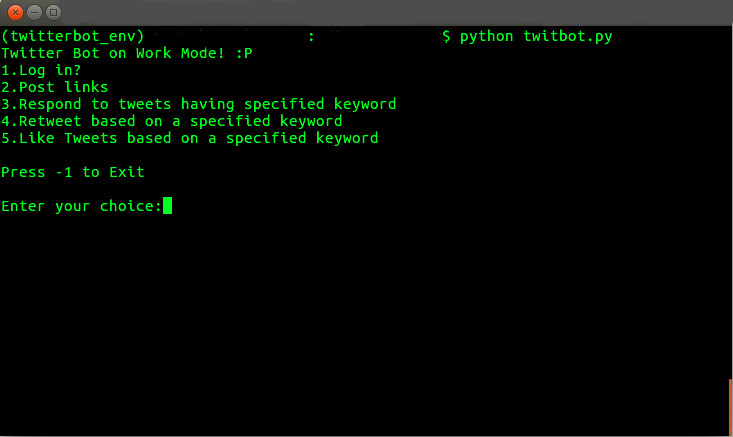 (twitterbot_env) : $ python twitbot.py
Twitter Bot on Work Mode! :P
1.Log in?
2.Post links
3.Respond to tweets having specified keyword
4.Retweet based on a specified keyword
5.Like Tweets based on a specified keyword
Press -1 to Exit
Enter your choice: